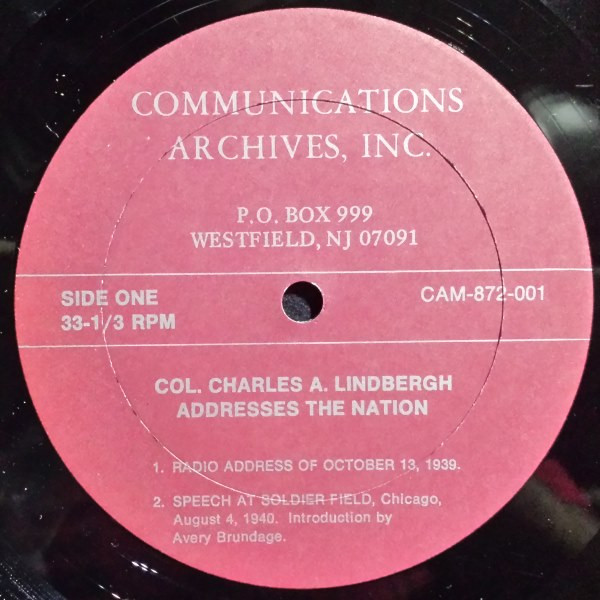 COMMUNICATIONS
ARCHIVES, INC.
P.O. BOX 999
WESTFIELD, NJ 07091
SIDE ONE
33-1/3 RPM
CAM-872-001
COL. CHARLES A. LINDBERGH
ADDRESSES THE NATION
1. RADIO ADDRESS OF OCTOBER 13, 1939.
2. SPEECH AT SOLDIER FIELD, Chicago,
August 4, 1940. Introduction by
Avery Brundage.